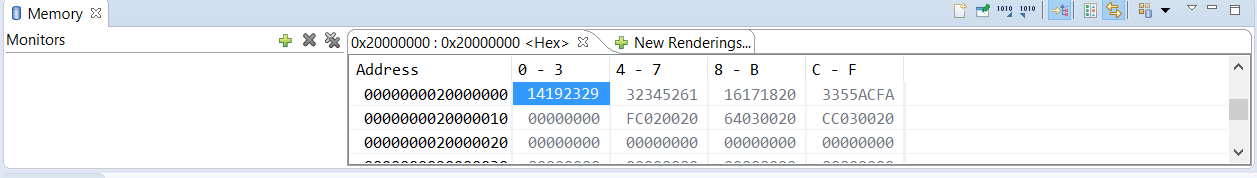 Memory
Monitors
0x20000000 : 0x20000000 <Hex>
New Renderings...
Address 0 - 3 4 - 7 8 - B C - F
0000000020000000 14192329 32345261 16171820 3355ACFA
0000000020000010 00000000 FC020020 64030020 CC030020
0000000020000020 00000000 00000000 00000000 00000000